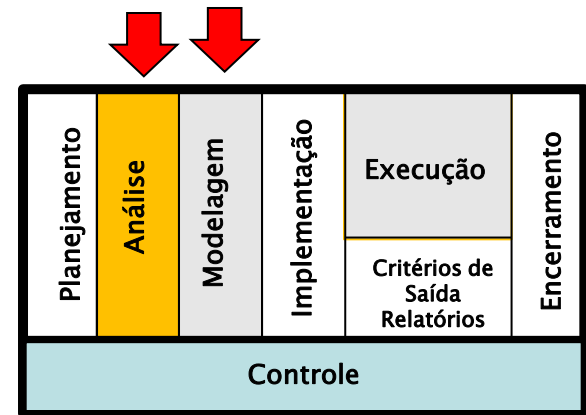 Planejamento
Análise
Modelagem
Implementação
Execução
Critérios de
Saída
Relatórios
Encerramento
Controle